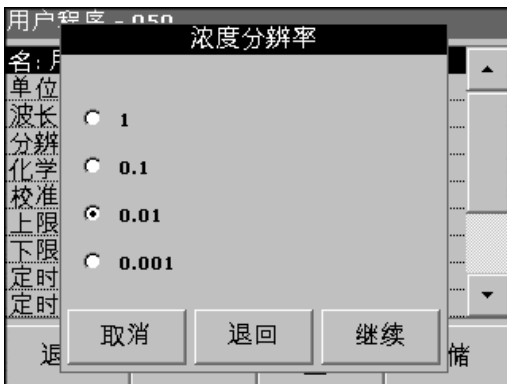 用户程序 - 050
浓度分辨率
名:
单位
波长
分辨
化学
校准
上限
下限
定时
定时
1
0.1
0.01
0.001
取消
退回
继续
退
储